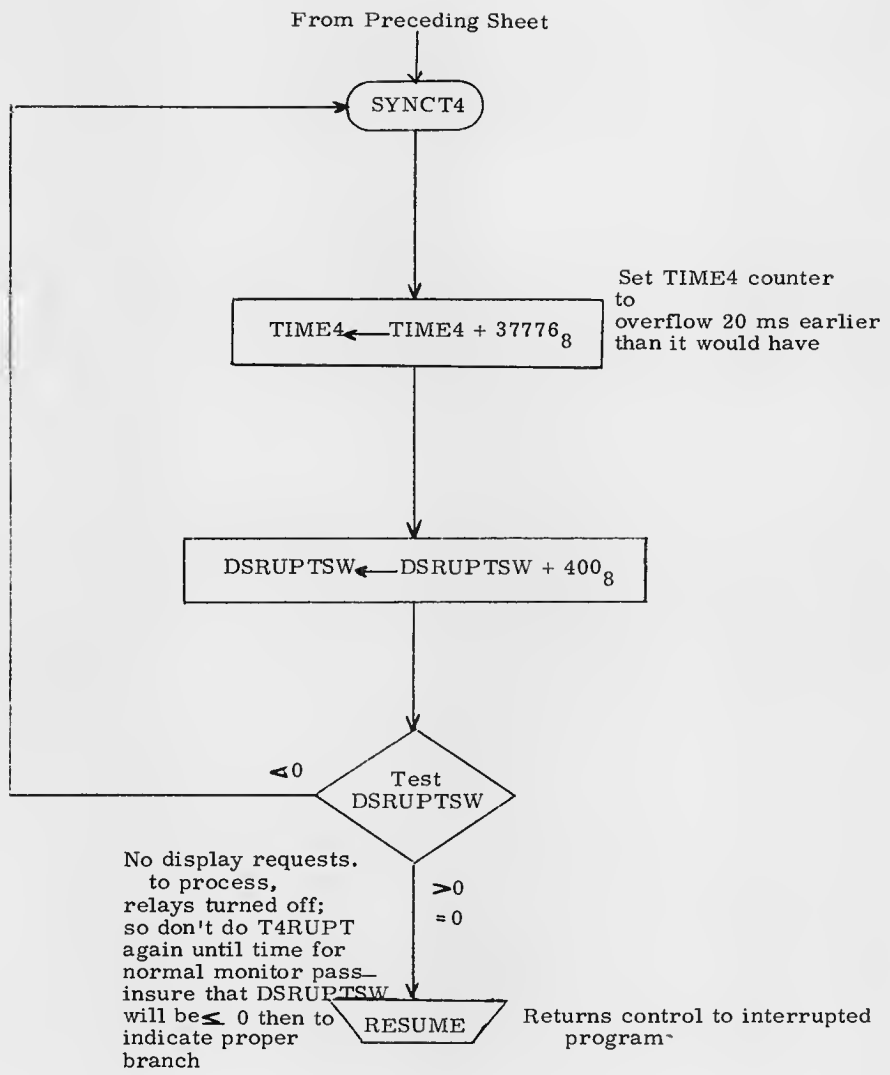 From Preceding Sheet
SYNCT4
Set TIME4 counter
to
overflow 20 ms earlier
than it would have
TIME4 ← TIME4 + 37776₈
DSRUPTSW ← DSRUPTSW + 400₈
<0
Test
DSRUPTSW
No display requests.
to process,
relays turned off;
so don't do T4RUPT
again until time for
normal monitor pass—
insure that DSRUPTSW
will be ≤ 0 then to
indicate proper
branch
>0
=0
RESUME
Returns control to interrupted
program